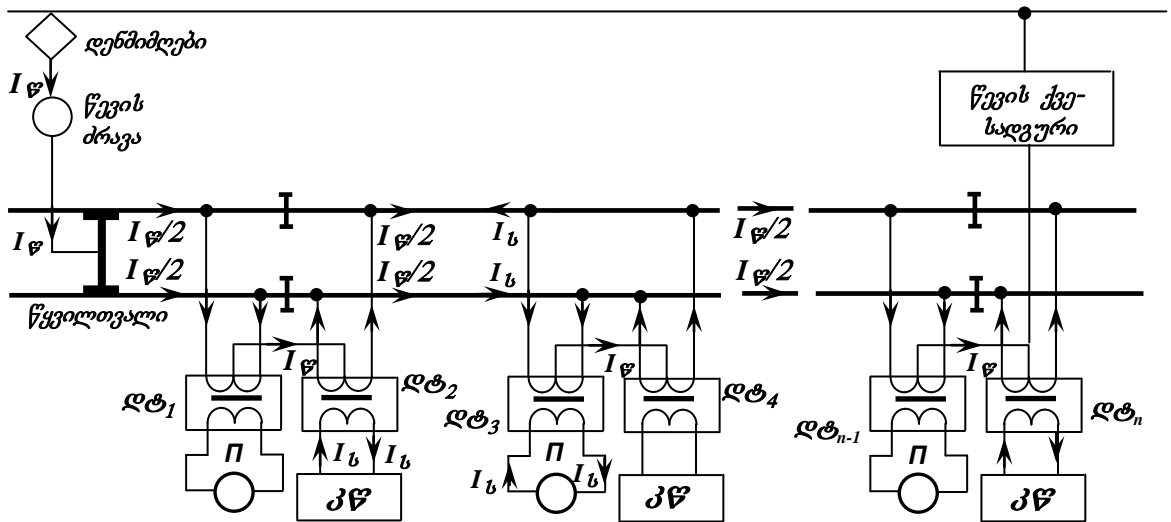 დენმიმღები
I წ
წევის
ძრავა
წევის ქვე-
სადგური
I წ
I წ/2
I წ/2
I ს
I წ/2
I წ/2
I წ/2
I ს
I წ/2
წყვილთვალი
I წ
I წ
I წ
დტ1
დტ2
დტ3
დტ4
დტn-1
დტn
П
I ს
I ს
П
I ს
I ს
П
კწ
კწ
კწ